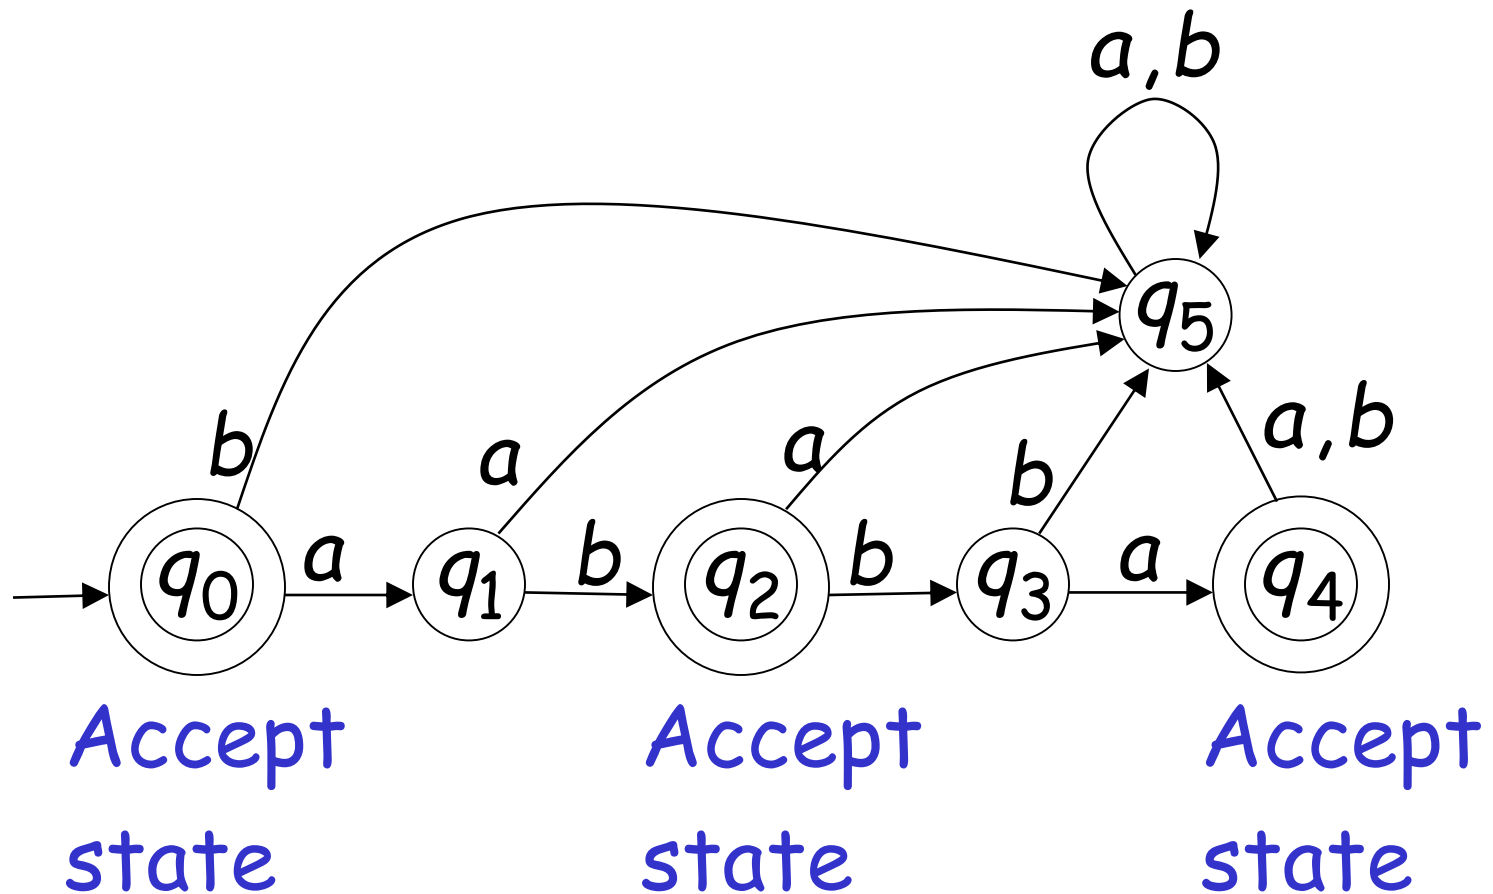 a,b
q5
b
a
a
b
a,b
q0
a
q1
b
q2
b
q3
a
q4
Accept
state
Accept
state
Accept
state